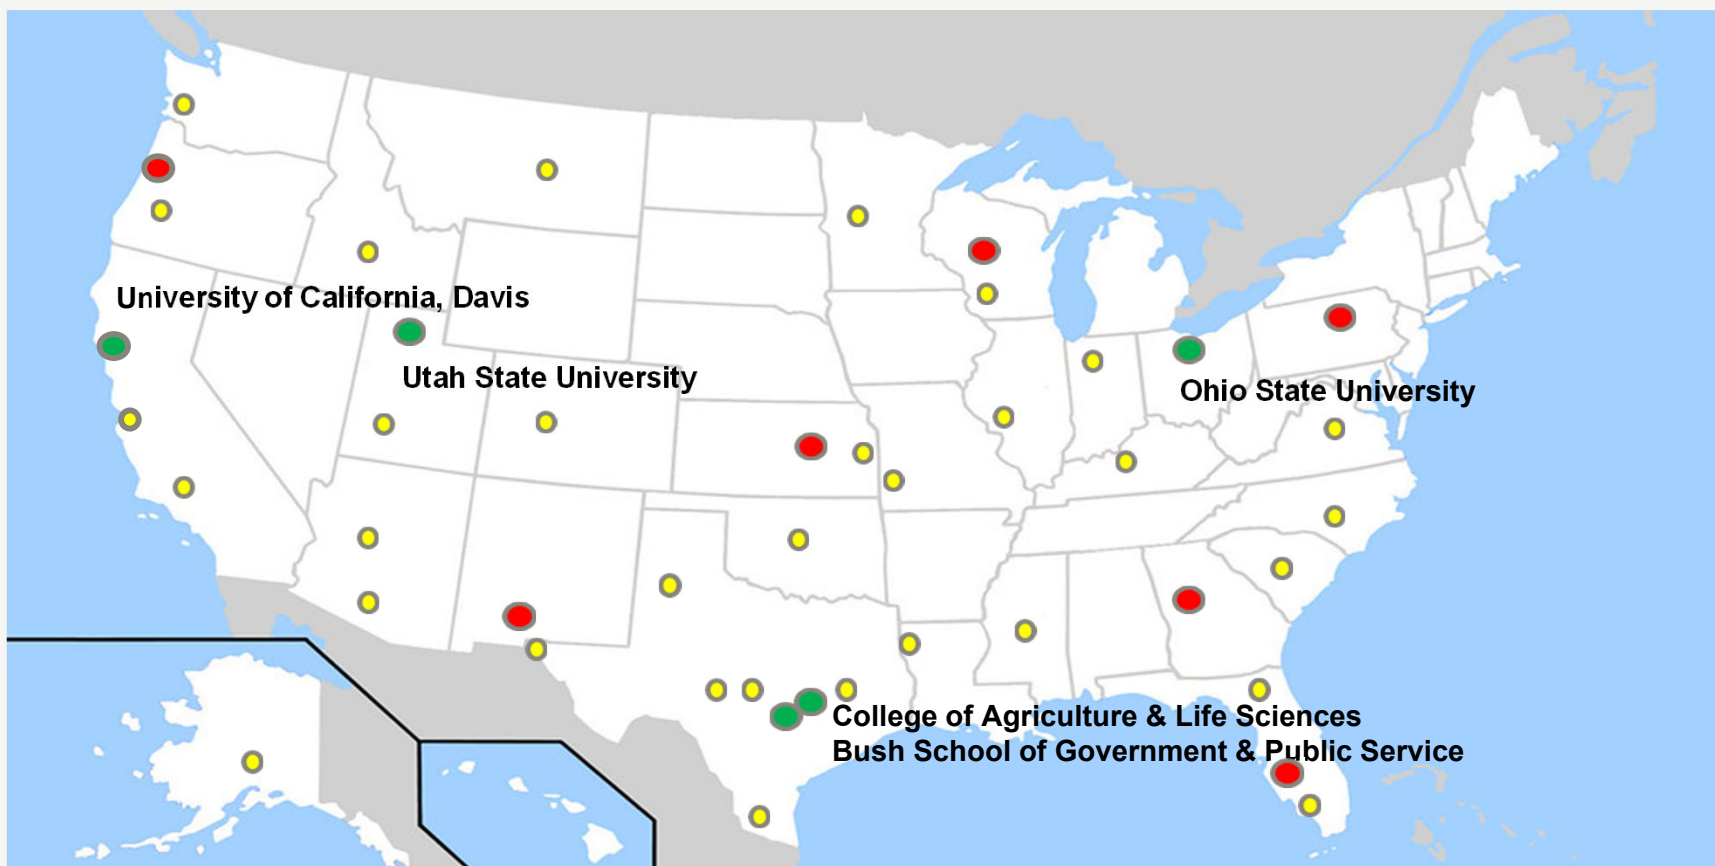 University of California, Davis
Utah State University
Ohio State University
College of Agriculture & Life Sciences
Bush School of Government & Public Service